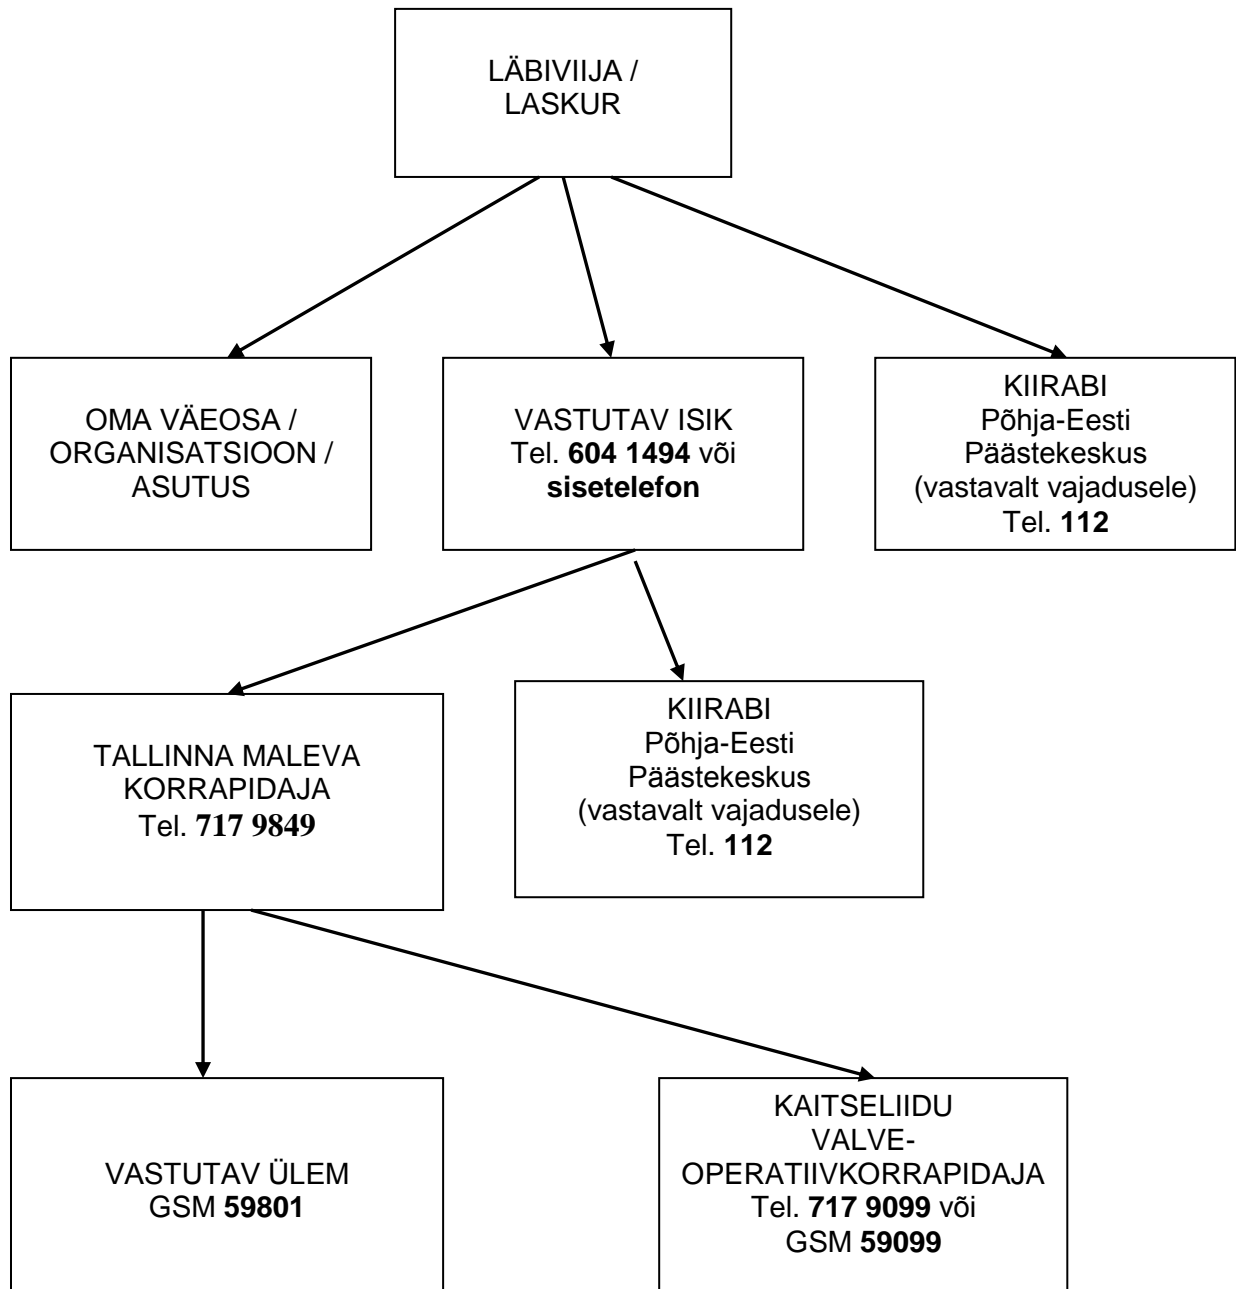 LÄBIVIIJA /
LASKUR
OMA VÄEOSA /
ORGANISATSIOON /
ASUTUS
VASTUTAV ISIK
Tel. 604 1494 või
sisetelefon
KIIRABI
Põhja-Eesti
Päästekeskus
(vastavalt vajadusele)
Tel. 112
TALLINNA MALEVA
KORRAPIDAJA
Tel. 717 9849
KIIRABI
Põhja-Eesti
Päästekeskus
(vastavalt vajadusele)
Tel. 112
VASTUTAV ÜLEM
GSM 59801
KAITSELIIDU
VALVE-
OPERATIIVKORRAPIDAJA
Tel. 717 9099 või
GSM 59099